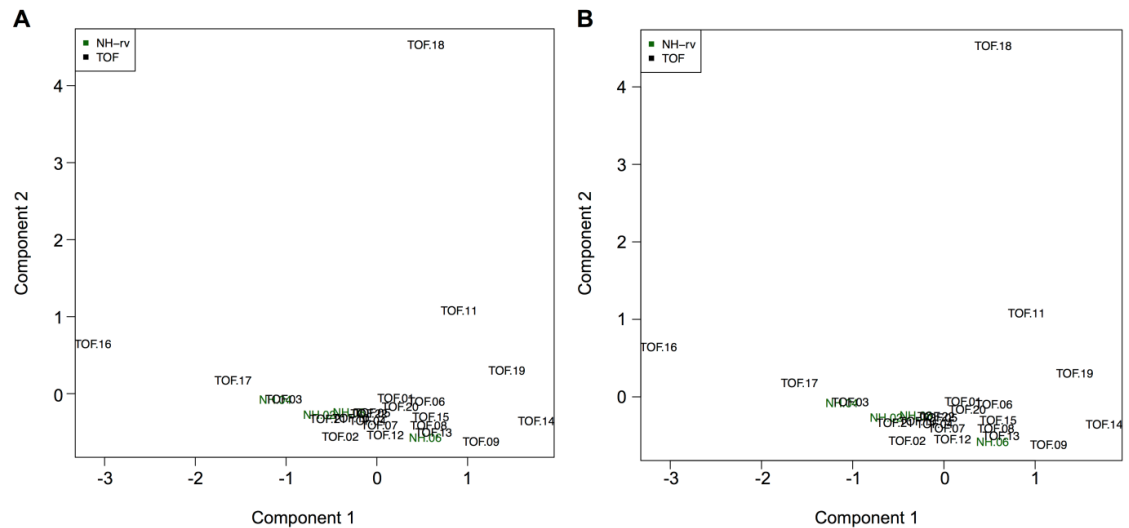 A
NH-rv
TOF
TOF.18
TOF.11
TOF.16
TOF.19
TOF.17
TOF.03
TOF.01
TOF.06
TOF.20
TOF.15
TOF.14
TOF.07
TOF.08
TOF.13
TOF.02
TOF.12
NH.06
TOF.09
4
3
2
1
0
-3
-2
-1
0
1
Component 2
Component 1
B
NH-rv
TOF
TOF.18
TOF.11
TOF.16
TOF.19
TOF.17
TOF.03
TOF.01
TOF.06
TOF.20
TOF.15
TOF.14
TOF.07
TOF.08
TOF.13
TOF.02
TOF.12
NH.06
TOF.09
4
3
2
1
0
-3
-2
-1
0
1
Component 2
Component 1